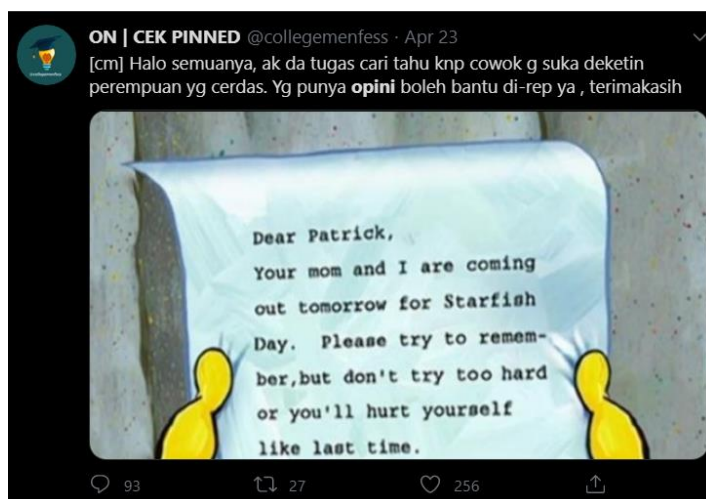 ON | CEK PINNED @collegemenfess · Apr 23
[cm] Halo semuanya, ak da tugas cari tahu knp cowok g suka deketin
perempuan yg cerdas. Yg punya opini boleh bantu di-rep ya , terimakasih
Dear Patrick,
Your mom and I are coming
out tomorrow for Starfish
Day. Please try to remem-
ber,but don't try too hard
or you'll hurt yourself
like last time.
93 27 256